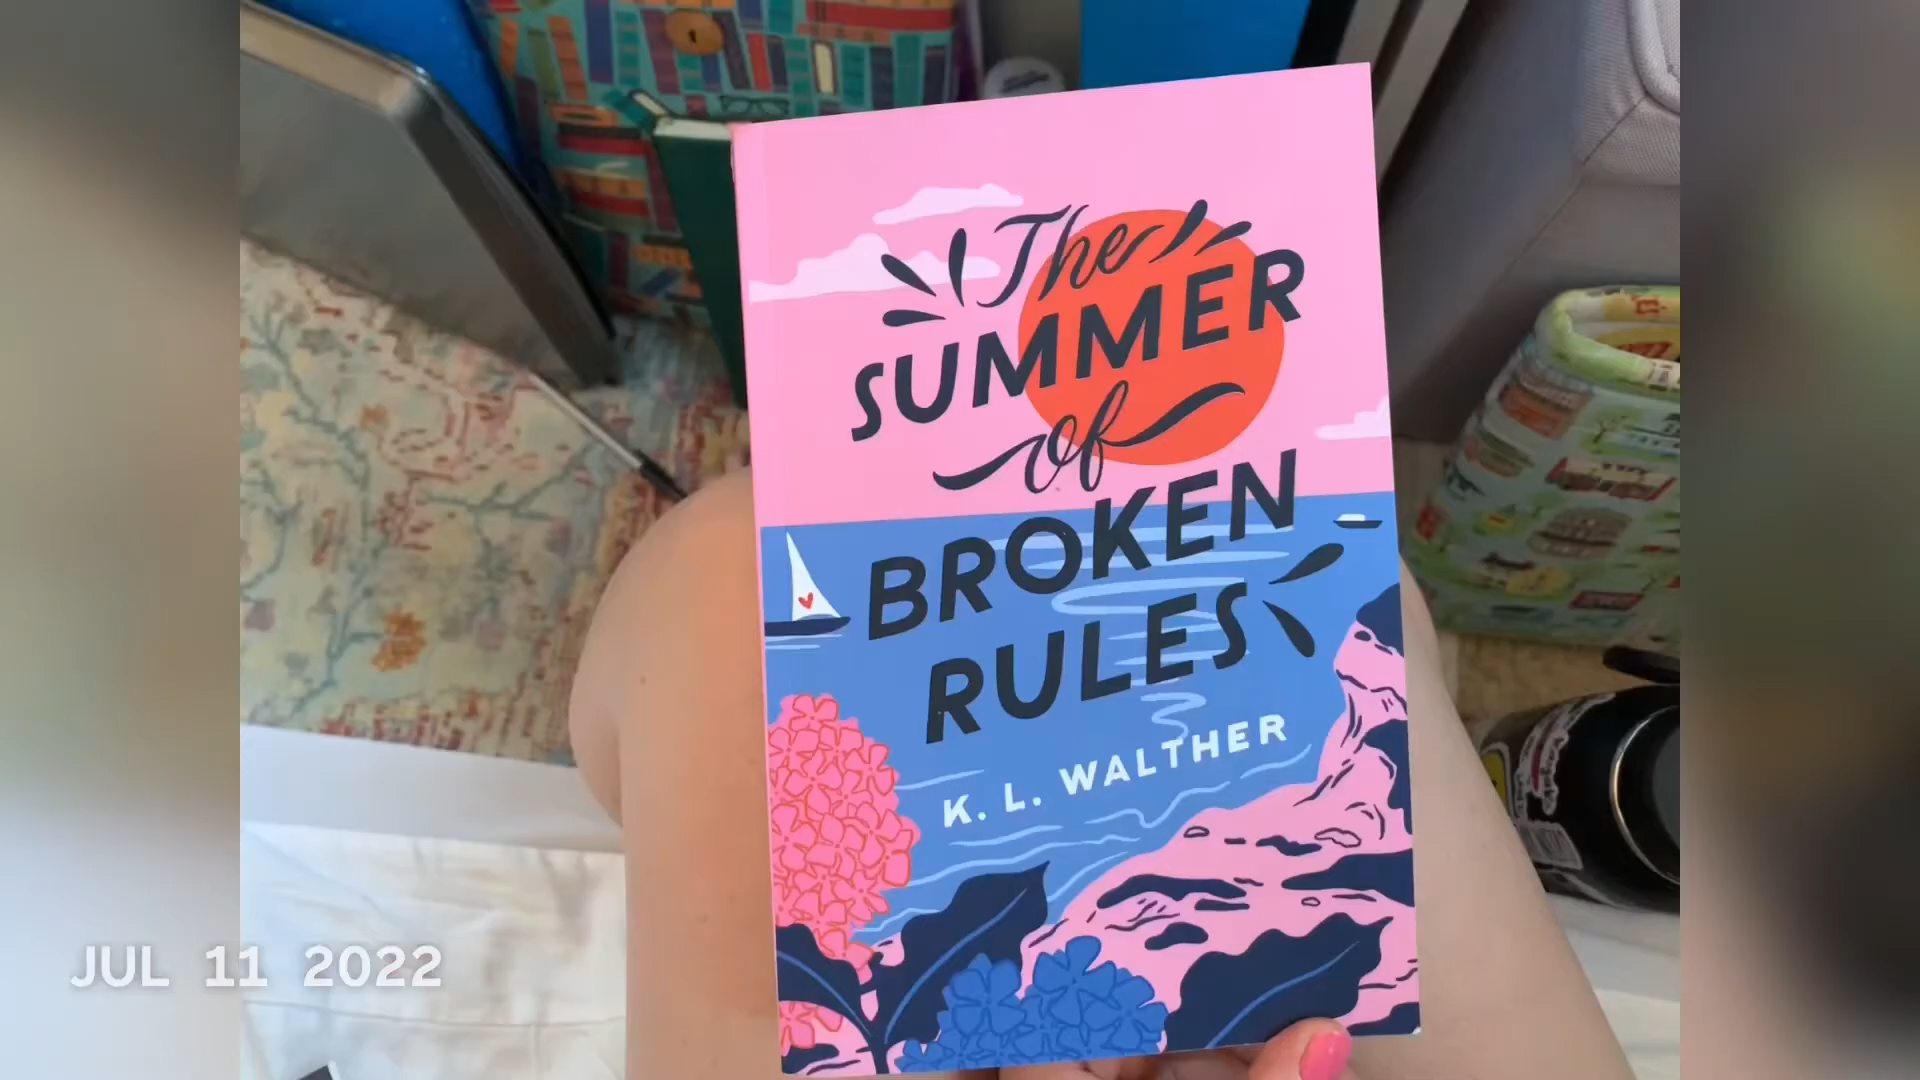 The
SUMMER
of
BROKEN
RULES
K. L. WALTHER
JUL 11 2022